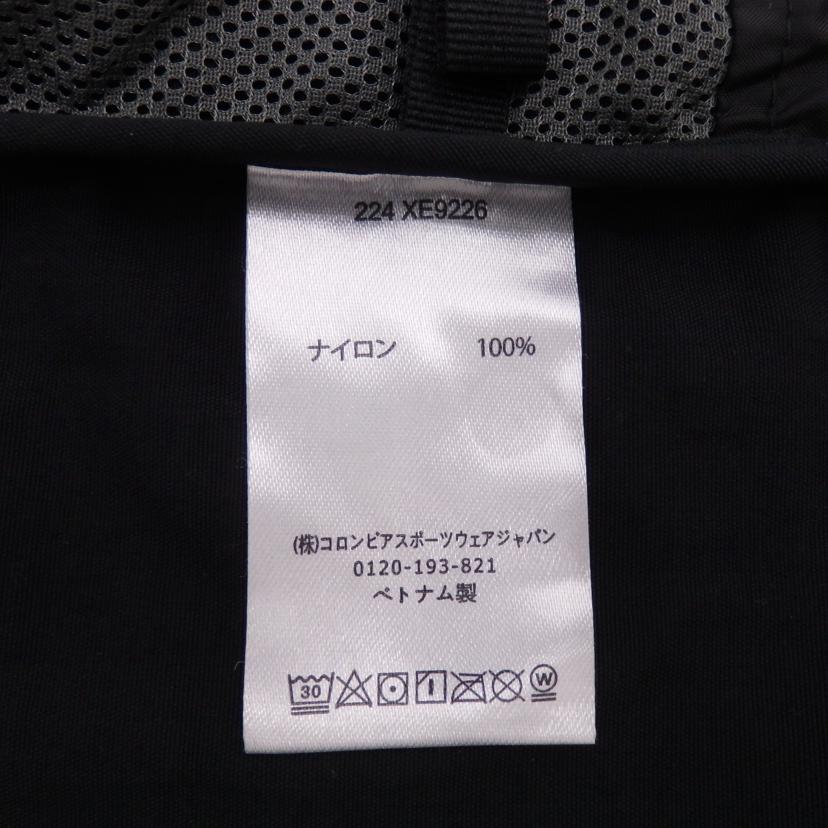 224 XE9226
ナイロン 100%
(株)コロンビアスポーツウェアジャパン
0120-193-821
ベトナム製
30 W